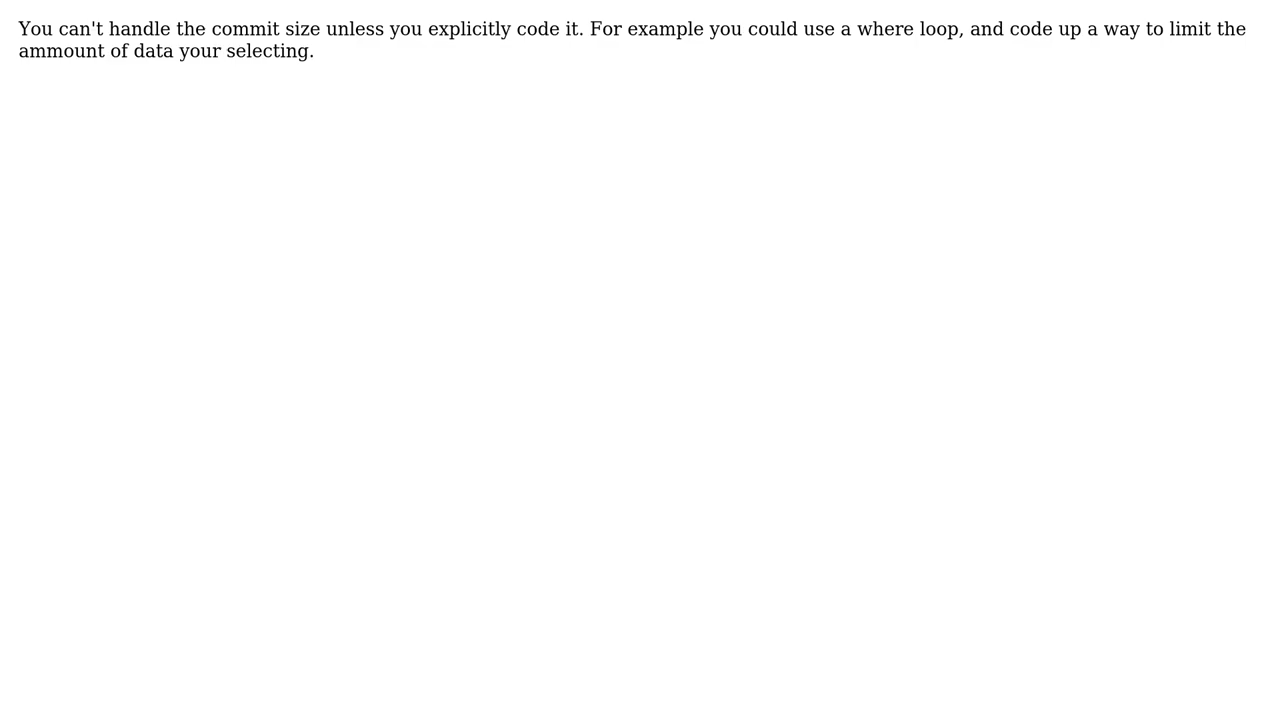 You can't handle the commit size unless you explicitly code it. For example you could use a where loop, and code up a way to limit the
ammount of data your selecting.